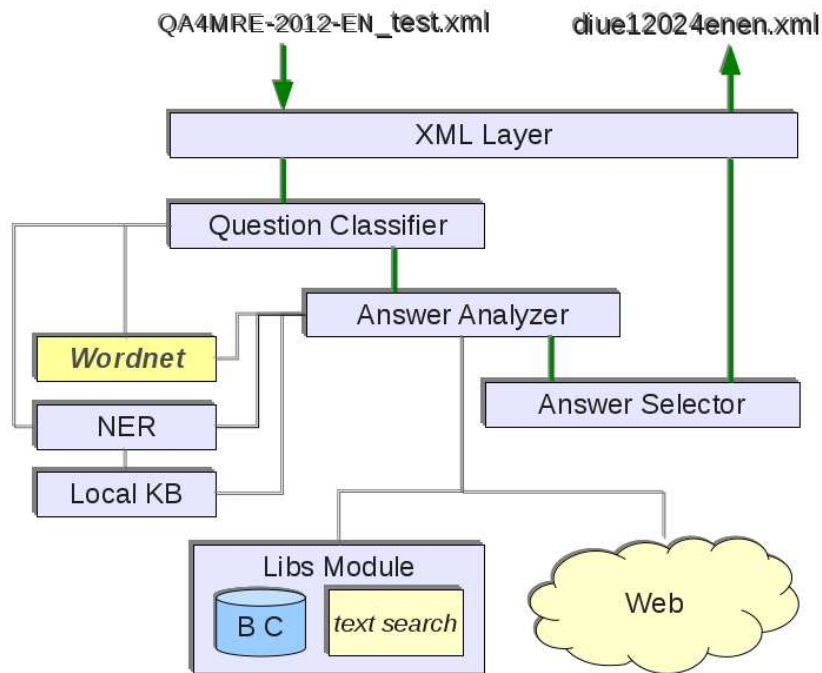 QA4MRE-2012-EN_test.xml
diue12024enen.xml
XML Layer
Question Classifier
Answer Analyzer
Wordnet
Answer Selector
NER
Local KB
Libs Module
B C
text search
Web